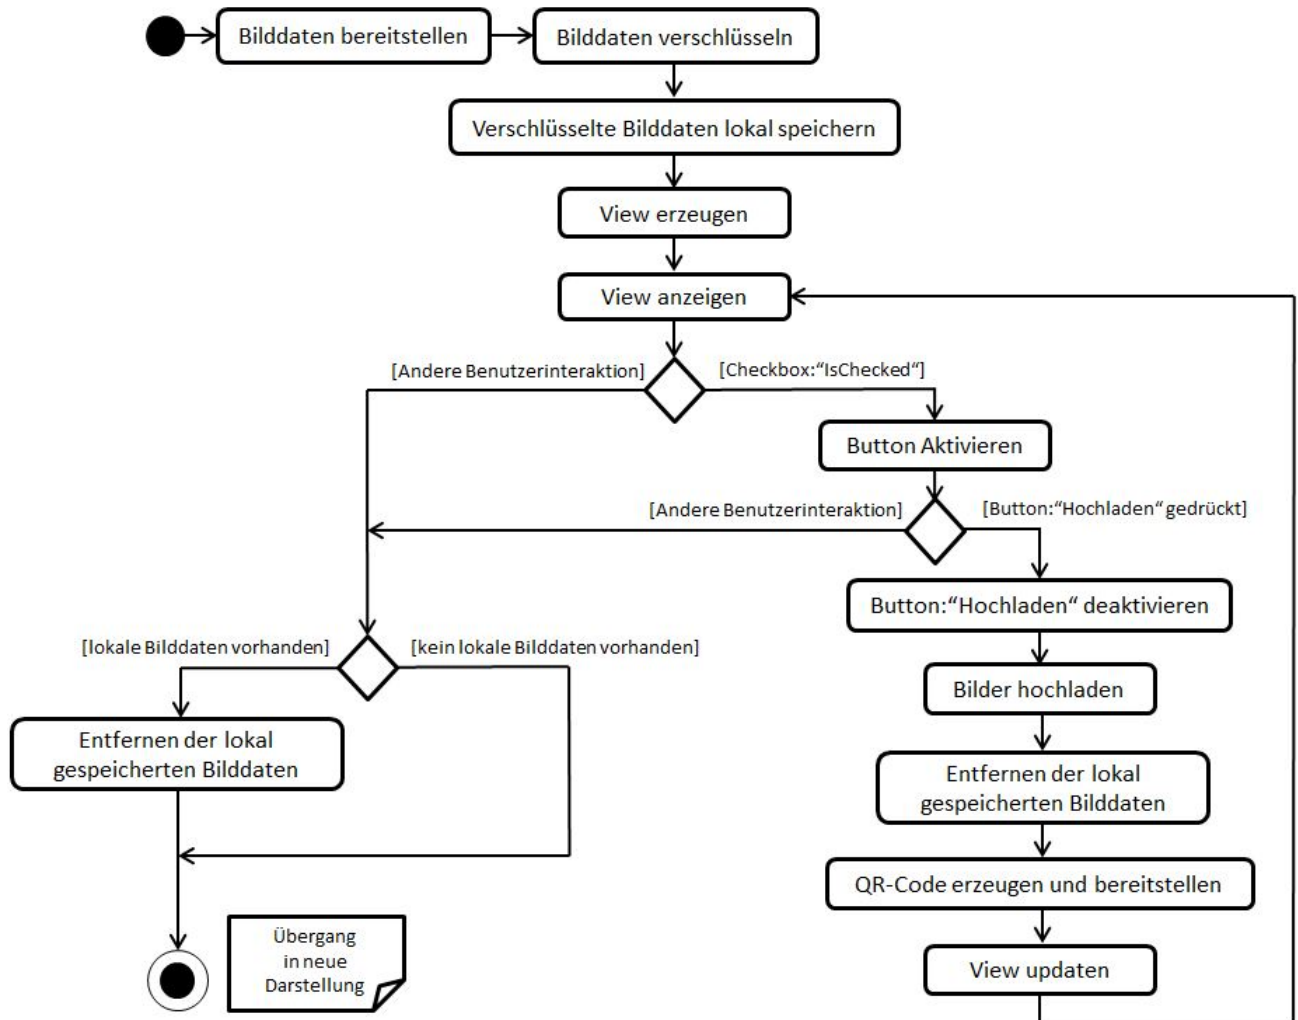 Bilddaten bereitstellen
Bilddaten verschlüsseln
Verschlüsselte Bilddaten lokal speichern
View erzeugen
View anzeigen
[Andere Benutzerinteraktion]
[Checkbox:“IsChecked“]
Button Aktivieren
[Andere Benutzerinteraktion]
[Button:“Hochladen“ gedrückt]
Button:“Hochladen“ deaktivieren
[lokale Bilddaten vorhanden]
[kein lokale Bilddaten vorhanden]
Bilder hochladen
Entfernen der lokal
gespeicherten Bilddaten
Entfernen der lokal
gespeicherten Bilddaten
QR-Code erzeugen und bereitstellen
Übergang
in neue
Darstellung
View updaten